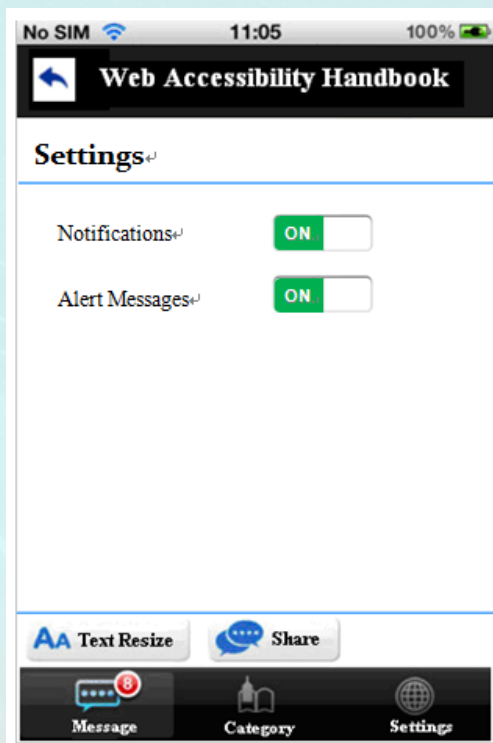 No SIM 11:05 100%
Web Accessibility Handbook
Settings
Notifications ON
Alert Messages ON
AA Text Resize Share
8
Message Category Settings